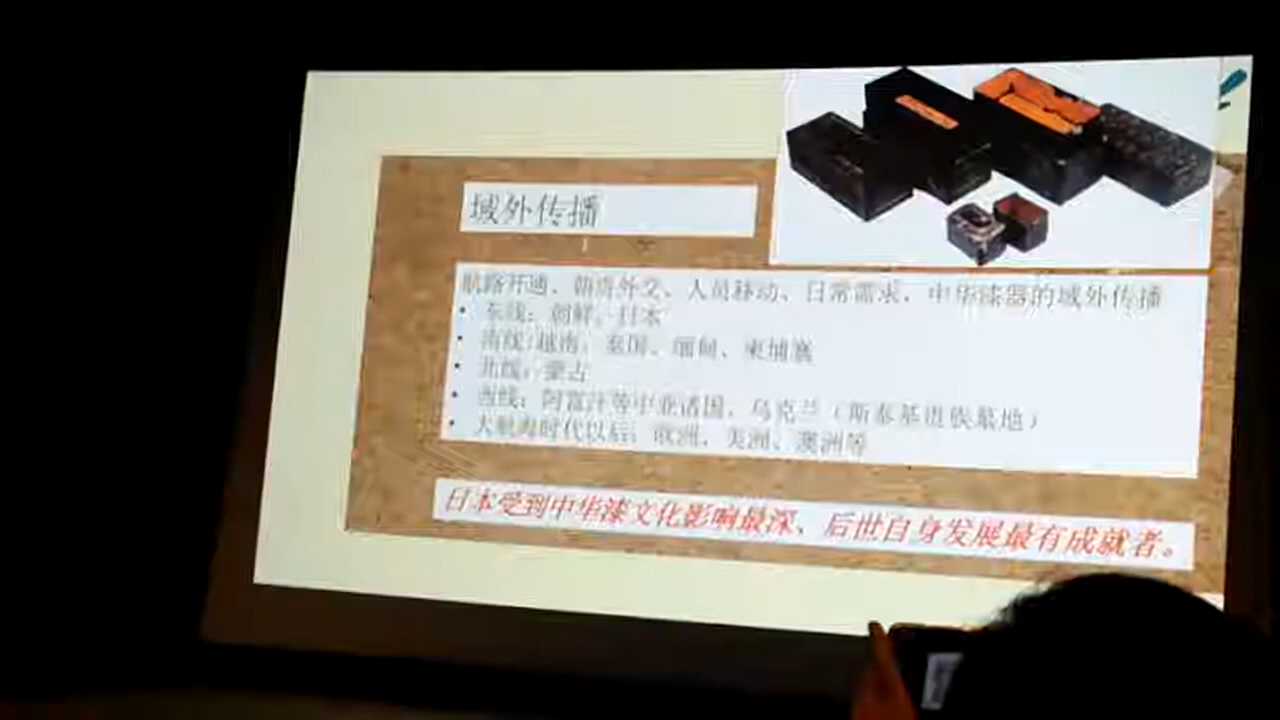 域外传播
航路开通、朝贡外交、人员移动、日常需求,中华漆器的域外传播
• 东线:朝鲜、日本
• 南线:越南、泰国、缅甸、柬埔寨
• 北线:蒙古
• 西线:阿富汗等中亚诸国,乌克兰(斯泰基贵族墓地)
• 大航海时代以后:欧洲、美洲、澳洲等
日本受到中华漆文化影响最深、后世自身发展最有成就者。